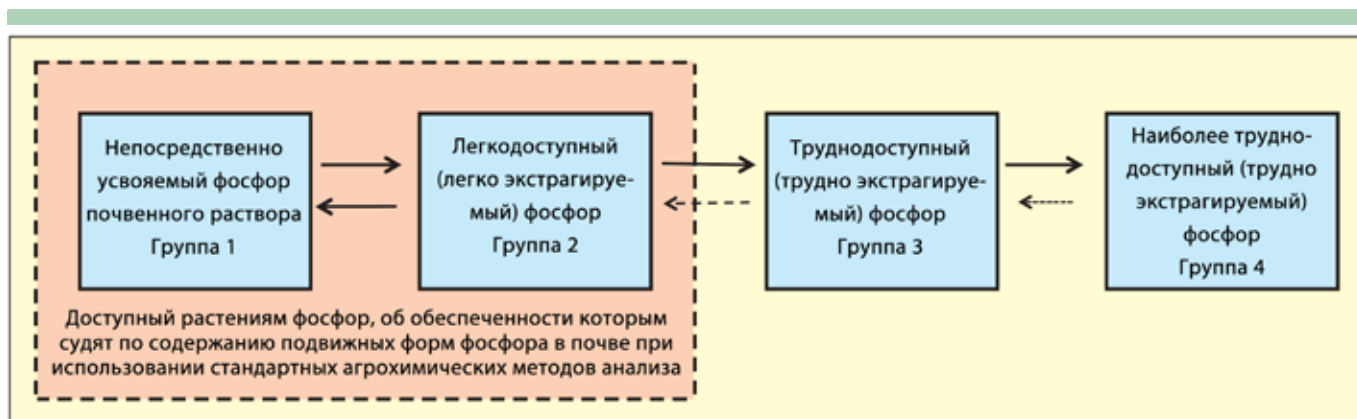 Непосредственно
усвояемый фосфор
почвенного раствора
Группа 1
Легкодоступный
(легко экстрагируе-
мый) фосфор
Группа 2
Труднодоступный
(трудно экстрагируе-
мый) фосфор
Группа 3
Наиболее трудно-
доступный (трудно
экстрагируемый)
фосфор
Группа 4
Доступный растениям фосфор, об обеспеченности которым
судят по содержанию подвижных форм фосфора в почве при
использовании стандартных агрохимических методов анализа